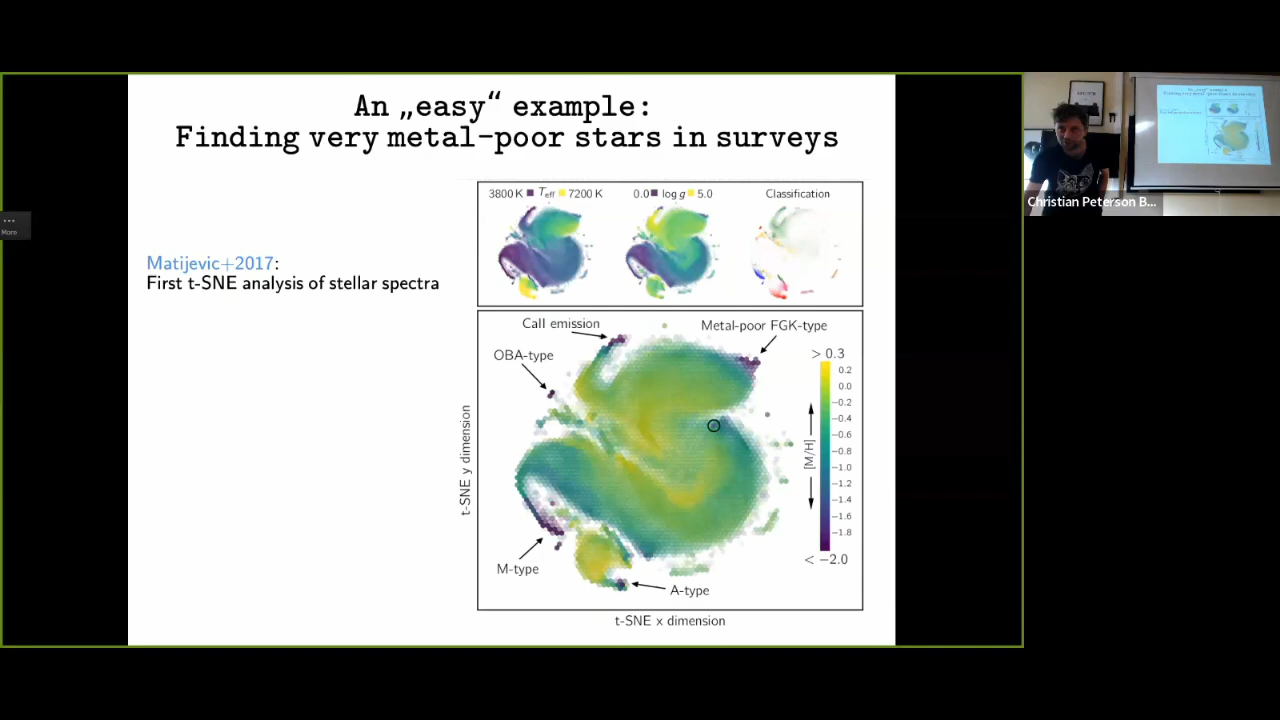 An „easy“ example:
Finding very metal-poor stars in surveys
Matijevic+2017:
First t-SNE analysis of stellar spectra
3800 K Teff 7200 K
0.0 log g 5.0
Classification
CaII emission
Metal-poor FGK-type
OBA-type
M-type
A-type
> 0.3
0.2
0.0
−0.2
−0.4
−0.6
−0.8
−1.0
−1.2
−1.4
−1.6
−1.8
< −2.0
[M/H]
t-SNE y dimension
t-SNE x dimension
More
Christian Peterson B...